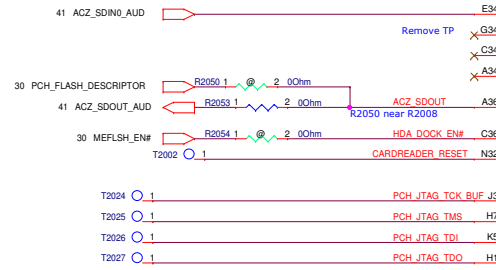 41 ACZ_SDIN0_AUD E34
Remove TP G34
C34
A34
30 PCH_FLASH_DESCRIPTOR R2050 1 @ 2 0Ohm
41 ACZ_SDOUT_AUD R2053 1 2 0Ohm ACZ_SDOUT A36
R2050 near R2008
30 MEFLSH_EN# R2054 1 @ 2 0Ohm HDA_DOCK_EN# C36
T2002 1 CARDREADER_RESET N32
T2024 1 PCH_JTAG_TCK_BUF J3
T2025 1 PCH_JTAG_TMS H7
T2026 1 PCH_JTAG_TDI K5
T2027 1 PCH_JTAG_TDO H1